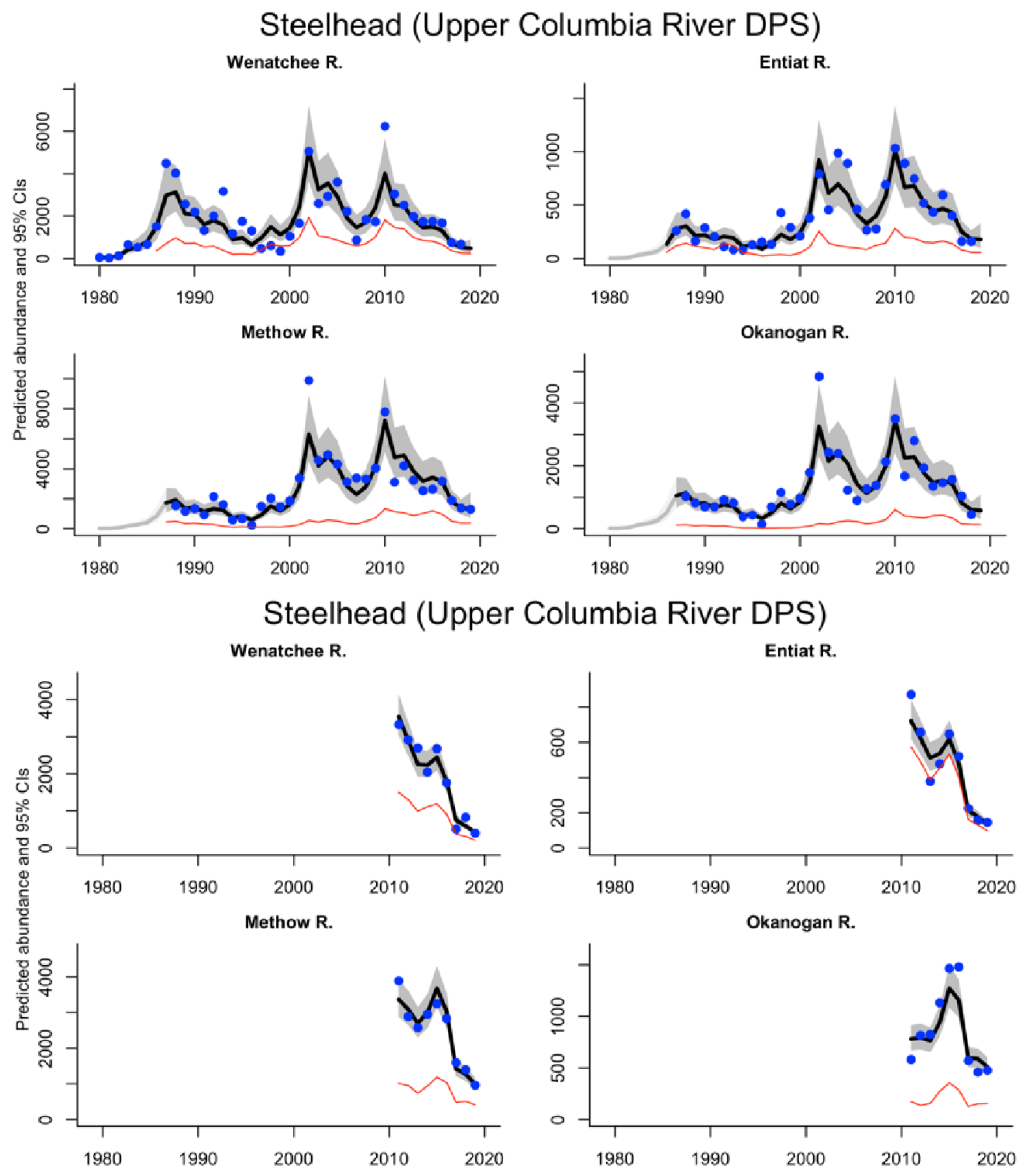 Steelhead (Upper Columbia River DPS)
Wenatchee R.
Entiat R.
Predicted abundance and 95% CIs
0 2000 6000
1980 1990 2000 2010 2020
0 500 1000
1980 1990 2000 2010 2020
Methow R.
Okanogan R.
0 4000 8000
1980 1990 2000 2010 2020
0 2000 4000
1980 1990 2000 2010 2020
Steelhead (Upper Columbia River DPS)
Wenatchee R.
Entiat R.
Predicted abundance and 95% CIs
0 2000 4000
1980 1990 2000 2010 2020
0 200 600
1980 1990 2000 2010 2020
Methow R.
Okanogan R.
0 2000 4000
1980 1990 2000 2010 2020
0 500 1000
1980 1990 2000 2010 2020